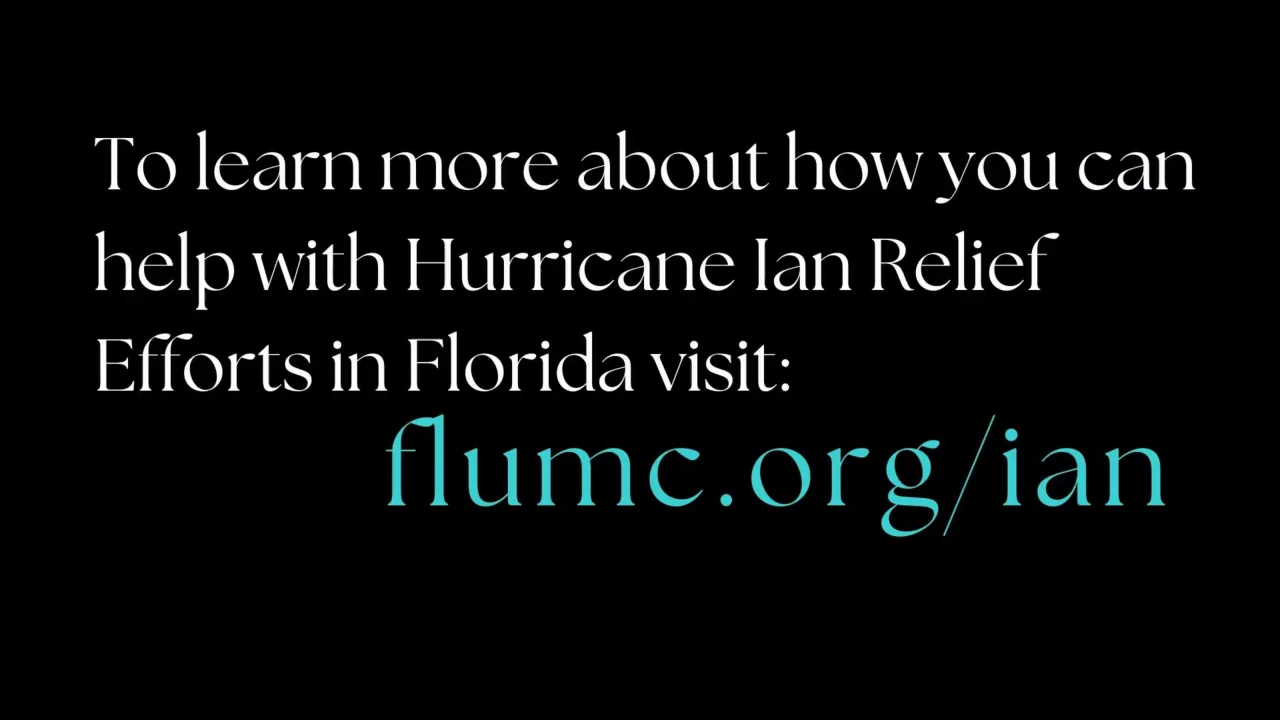 To learn more about how you can
help with Hurricane Ian Relief
Efforts in Florida visit:
flumc.org/ian